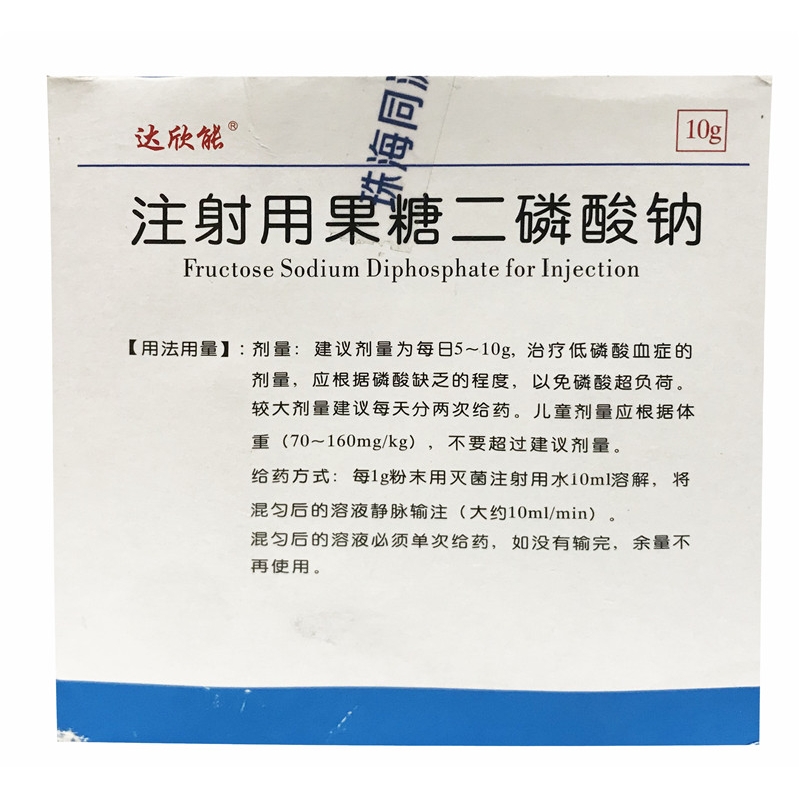 达欣能®
10g
珠海同源
注射用果糖二磷酸钠
Fructose Sodium Diphosphate for Injection
【用法用量】：剂量：建议剂量为每日5～10g, 治疗低磷酸血症的
剂量，应根据磷酸缺乏的程度，以免磷酸超负荷。
较大剂量建议每天分两次给药。儿童剂量应根据体
重（70～160mg/kg），不要超过建议剂量。
给药方式：每1g粉末用灭菌注射用水10ml溶解，将
混匀后的溶液静脉输注（大约10ml/min）。
混匀后的溶液必须单次给药，如没有输完，余量不
再使用。